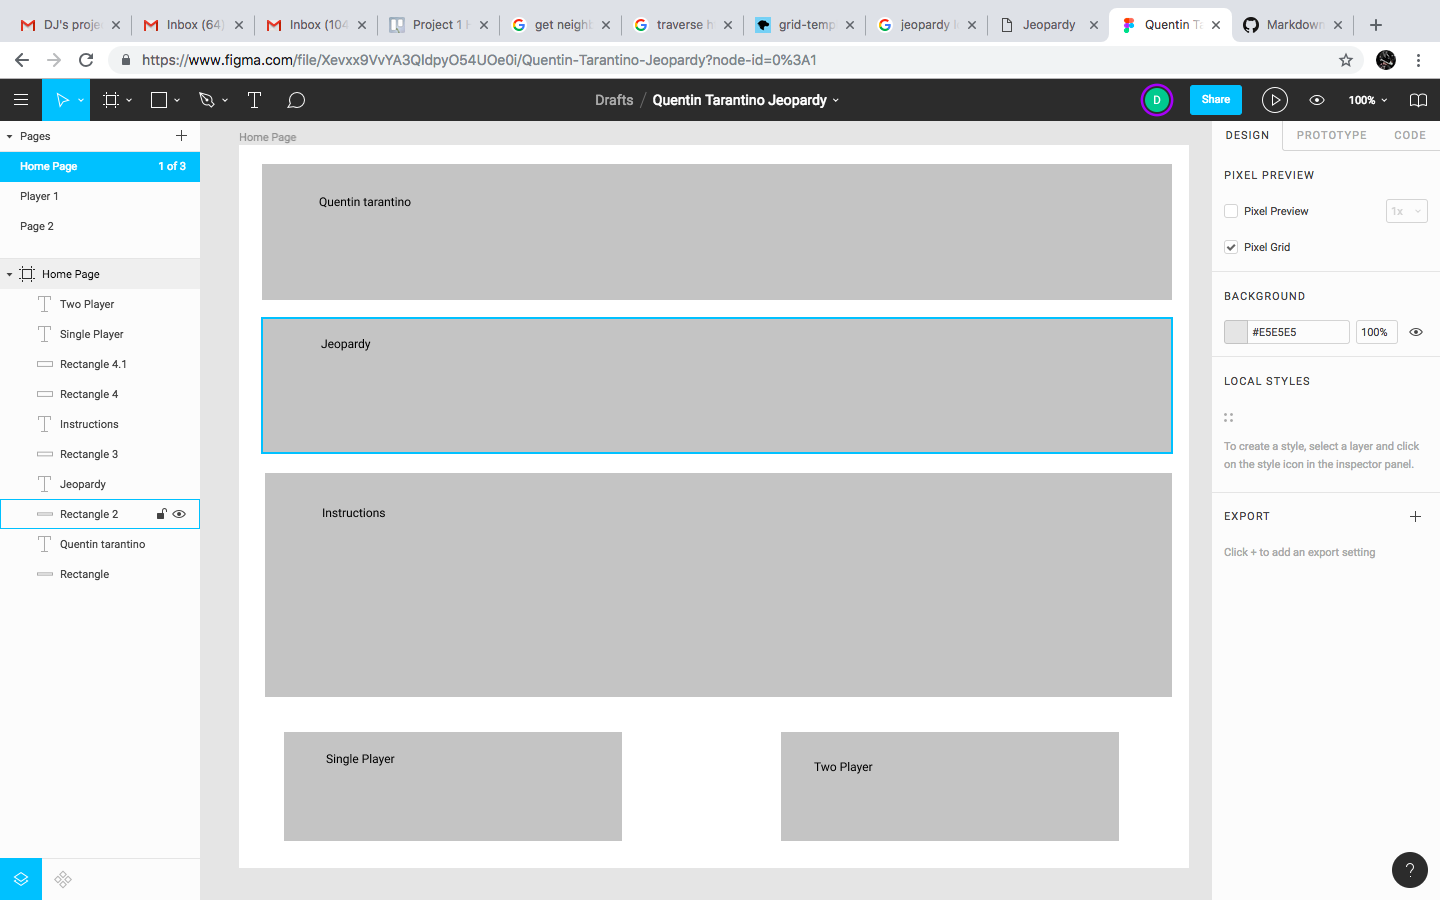 DJ's proje
Inbox (64)
Inbox (104
Project 1
get neighb
traverse h
grid-temp
jeopardy l
Jeopardy
Quentin Ta
Markdown
https://www.figma.com/file/Xevxx9VvYA3QldpyO54UOe0i/Quentin-Tarantino-Jeopardy?node-id=0%3A1
Drafts / Quentin Tarantino Jeopardy
D
Share
100%
Pages
Home Page 1 of 3
Player 1
Page 2
Home Page
Two Player
Single Player
Rectangle 4.1
Rectangle 4
Instructions
Rectangle 3
Jeopardy
Rectangle 2
Quentin tarantino
Rectangle
Home Page
Quentin tarantino
Jeopardy
Instructions
Single Player
Two Player
DESIGN PROTOTYPE CODE
PIXEL PREVIEW
Pixel Preview 1x
Pixel Grid
BACKGROUND
#E5E5E5 100%
LOCAL STYLES
To create a style, select a layer and click
on the style icon in the inspector panel.
EXPORT
Click + to add an export setting
?